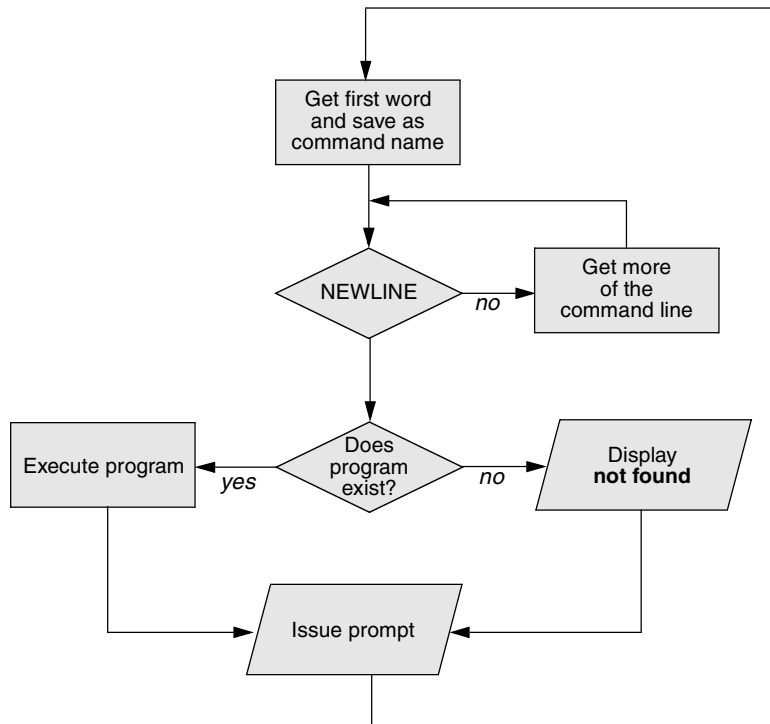 Get first word
and save as
command name
NEWLINE
no
Get more
of the
command line
Execute program
yes
Does
program
exist?
no
Display
not found
Issue prompt